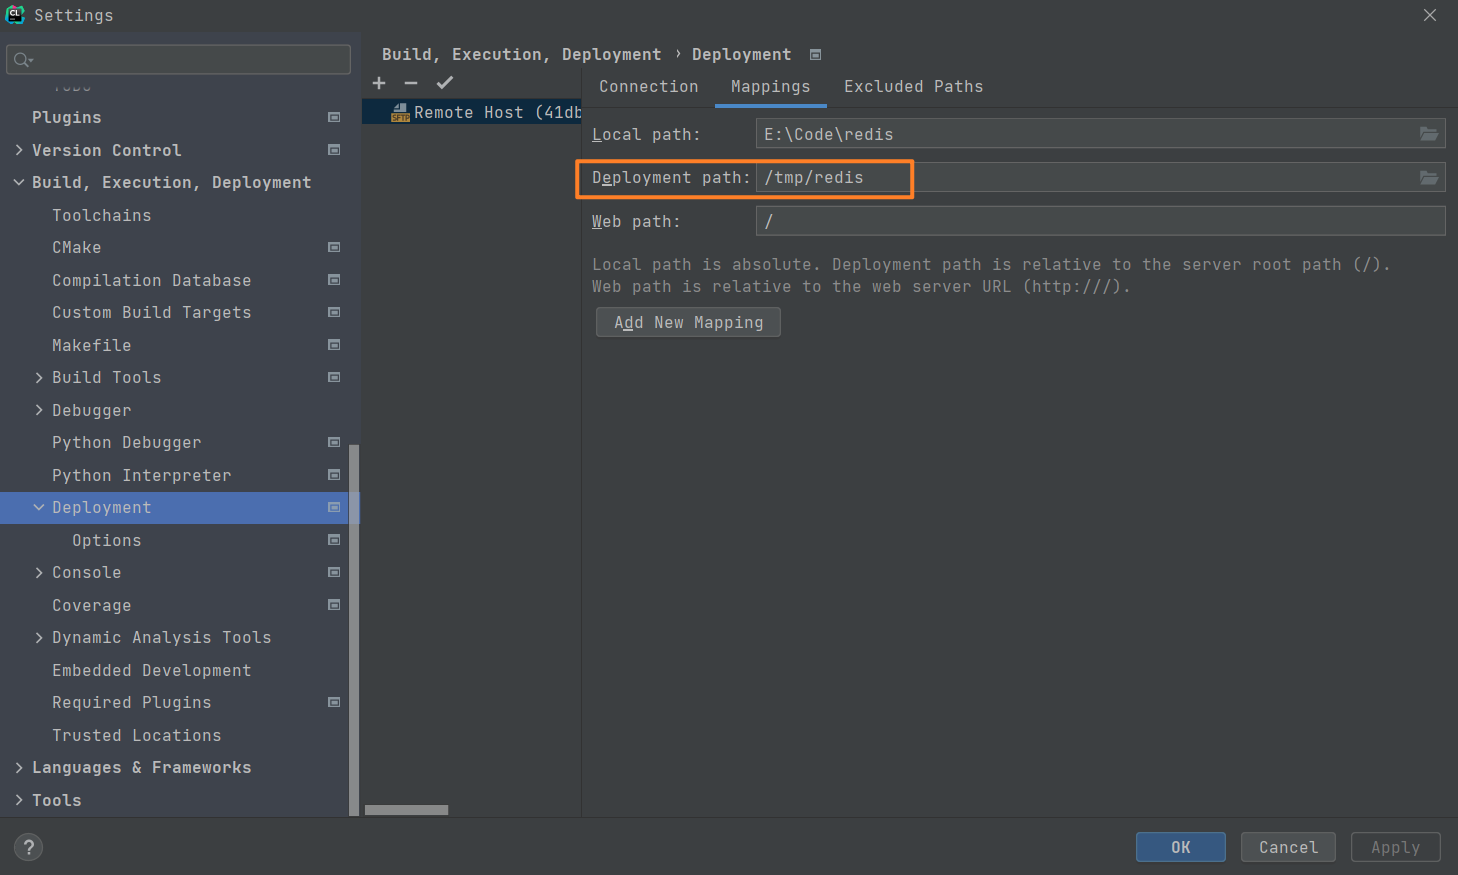 CL
Settings
Plugins
Version Control
Build, Execution, Deployment
Toolchains
CMake
Compilation Database
Custom Build Targets
Makefile
Build Tools
Debugger
Python Debugger
Python Interpreter
Deployment
Options
Console
Coverage
Dynamic Analysis Tools
Embedded Development
Required Plugins
Trusted Locations
Languages & Frameworks
Tools
Build, Execution, Deployment › Deployment
SFTP
Remote Host (41db
Connection Mappings Excluded Paths
Local path: E:\Code\redis
Deployment path: /tmp/redis
Web path: /
Local path is absolute. Deployment path is relative to the server root path (/).
Web path is relative to the web server URL (http:///).
Add New Mapping
? OK Cancel Apply